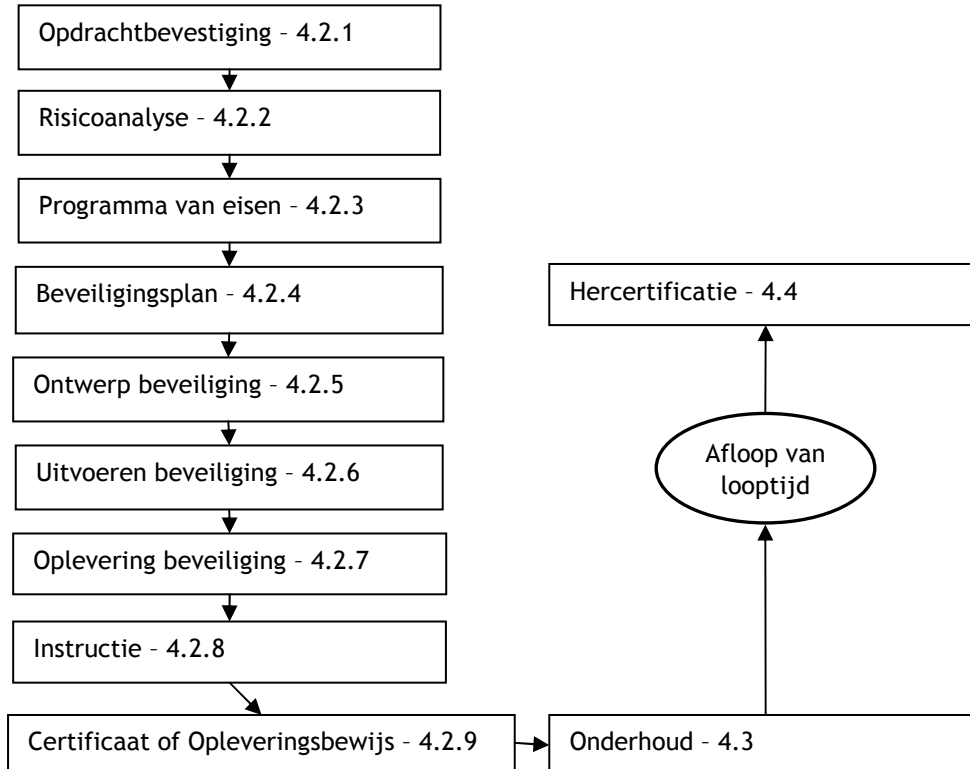 Opdrachtbevestiging – 4.2.1
Risicoanalyse – 4.2.2
Programma van eisen – 4.2.3
Beveiligingsplan – 4.2.4
Ontwerp beveiliging – 4.2.5
Uitvoeren beveiliging – 4.2.6
Oplevering beveiliging – 4.2.7
Instructie – 4.2.8
Certificaat of Opleveringsbewijs – 4.2.9
Onderhoud – 4.3
Afloop van
looptijd
Hercertificatie – 4.4